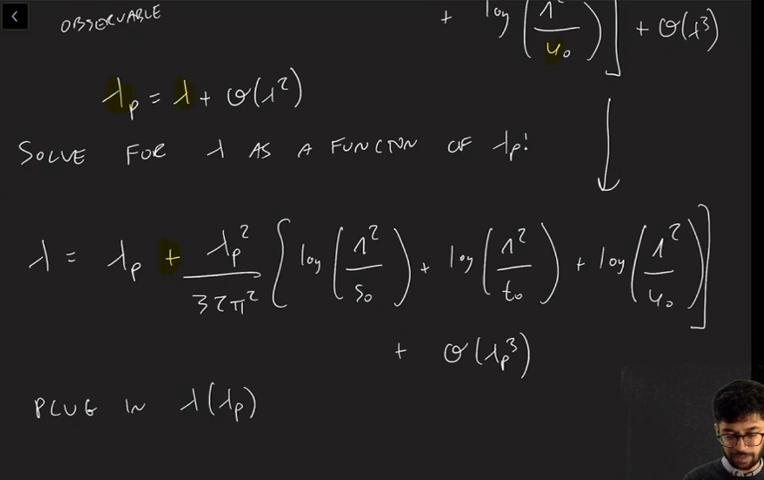 OBSERVABLE
+ log(Λ²/u₀)] + O(λ³)
λₚ = λ + O(λ²)
SOLVE FOR λ AS A FUNCTON OF λₚ:
λ = λₚ + λₚ²/32π² [log(Λ²/s₀) + log(Λ²/t₀) + log(Λ²/u₀)]
+ O(λₚ³)
PLUG IN λ(λₚ)